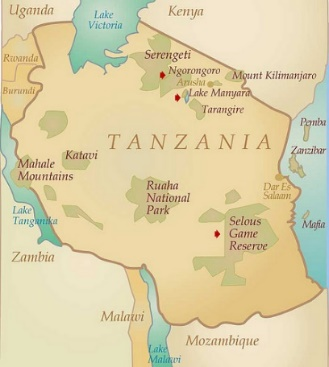 Uganda
Lake
Victoria
Kenya
Rwanda
Burundi
Serengeti
Ngorongoro
Mount Kilimanjaro
Arusha
Lake Manyara
Tarangire
TANZANIA
Pemba
Zanzibar
Katavi
Mahale
Mountains
Ruaha
National
Park
Dar Es
Salaam
Lake
Tanganika
Selous
Game
Reserve
Mafia
Zambia
Malawi
Lake
Malawi
Mozambique